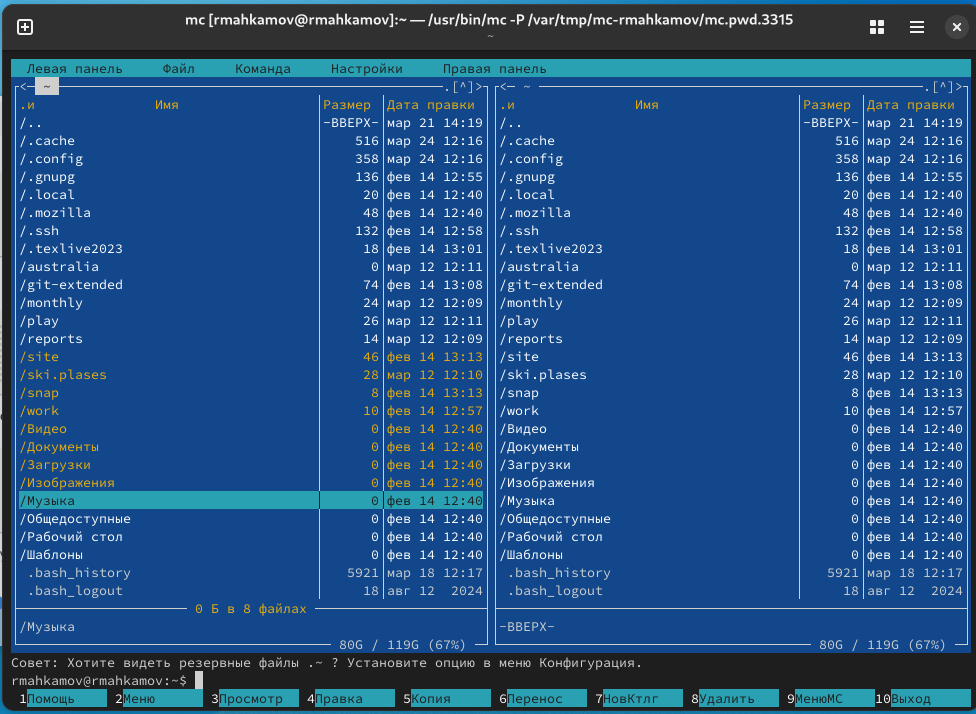 mc [rmahkamov@rmahkamov]:~ — /usr/bin/mc -P /var/tmp/mc-rmahkamov/mc.pwd.3315
~
Левая панель Файл Команда Настройки Правая панель
<- ~ .[^]> <- ~ .[^]>
.и Имя Размер Дата правки .и Имя Размер Дата правки
/.. -ВВЕРХ- мар 21 14:19 /.. -ВВЕРХ- мар 21 14:19
/.cache 516 мар 24 12:16 /.cache 516 мар 24 12:16
/.config 358 мар 24 12:16 /.config 358 мар 24 12:16
/.gnupg 136 фев 14 12:55 /.gnupg 136 фев 14 12:55
/.local 20 фев 14 12:40 /.local 20 фев 14 12:40
/.mozilla 48 фев 14 12:40 /.mozilla 48 фев 14 12:40
/.ssh 132 фев 14 12:58 /.ssh 132 фев 14 12:58
/.texlive2023 18 фев 14 13:01 /.texlive2023 18 фев 14 13:01
/australia 0 мар 12 12:11 /australia 0 мар 12 12:11
/git-extended 74 фев 14 13:08 /git-extended 74 фев 14 13:08
/monthly 24 мар 12 12:09 /monthly 24 мар 12 12:09
/play 26 мар 12 12:11 /play 26 мар 12 12:11
/reports 14 мар 12 12:09 /reports 14 мар 12 12:09
/site 46 фев 14 13:13 /site 46 фев 14 13:13
/ski.plases 28 мар 12 12:10 /ski.plases 28 мар 12 12:10
/snap 8 фев 14 13:13 /snap 8 фев 14 13:13
/work 10 фев 14 12:57 /work 10 фев 14 12:57
/Видео 0 фев 14 12:40 /Видео 0 фев 14 12:40
/Документы 0 фев 14 12:40 /Документы 0 фев 14 12:40
/Загрузки 0 фев 14 12:40 /Загрузки 0 фев 14 12:40
/Изображения 0 фев 14 12:40 /Изображения 0 фев 14 12:40
/Музыка 0 фев 14 12:40 /Музыка 0 фев 14 12:40
/Общедоступные 0 фев 14 12:40 /Общедоступные 0 фев 14 12:40
/Рабочий стол 0 фев 14 12:40 /Рабочий стол 0 фев 14 12:40
/Шаблоны 0 фев 14 12:40 /Шаблоны 0 фев 14 12:40
.bash_history 5921 мар 18 12:17 .bash_history 5921 мар 18 12:17
.bash_logout 18 авг 12 2024 .bash_logout 18 авг 12 2024
0 Б в 8 файлах
/Музыка -ВВЕРХ-
80G / 119G (67%) 80G / 119G (67%)
Совет: Хотите видеть резервные файлы .~ ? Установите опцию в меню Конфигурация.
rmahkamov@rmahkamov:~$
1Помощь 2Меню 3Просмотр 4Правка 5Копия 6Перенос 7НовКтлг 8Удалить 9МенюMC 10Выход